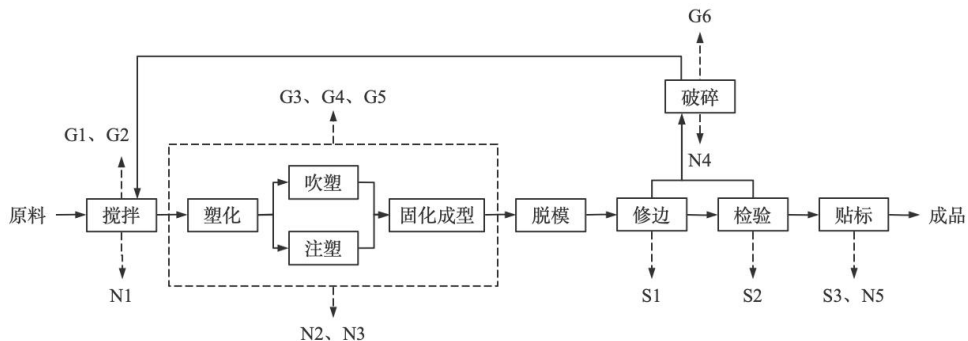 G6
破碎
G3、G4、G5
G1、G2
N4
吹塑
原料
搅拌
塑化
固化成型
脱模
修边
检验
贴标
成品
注塑
N1
S1
S2
S3、N5
N2、N3